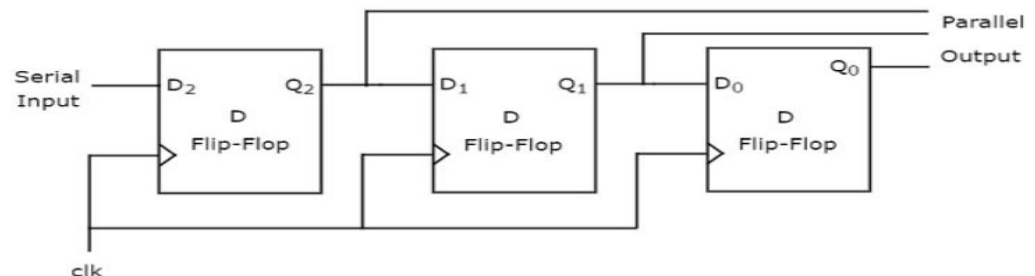 Parallel
Output
Serial
Input
D₂
Q₂
D
Flip-Flop
D₁
Q₁
D
Flip-Flop
D₀
Q₀
D
Flip-Flop
clk